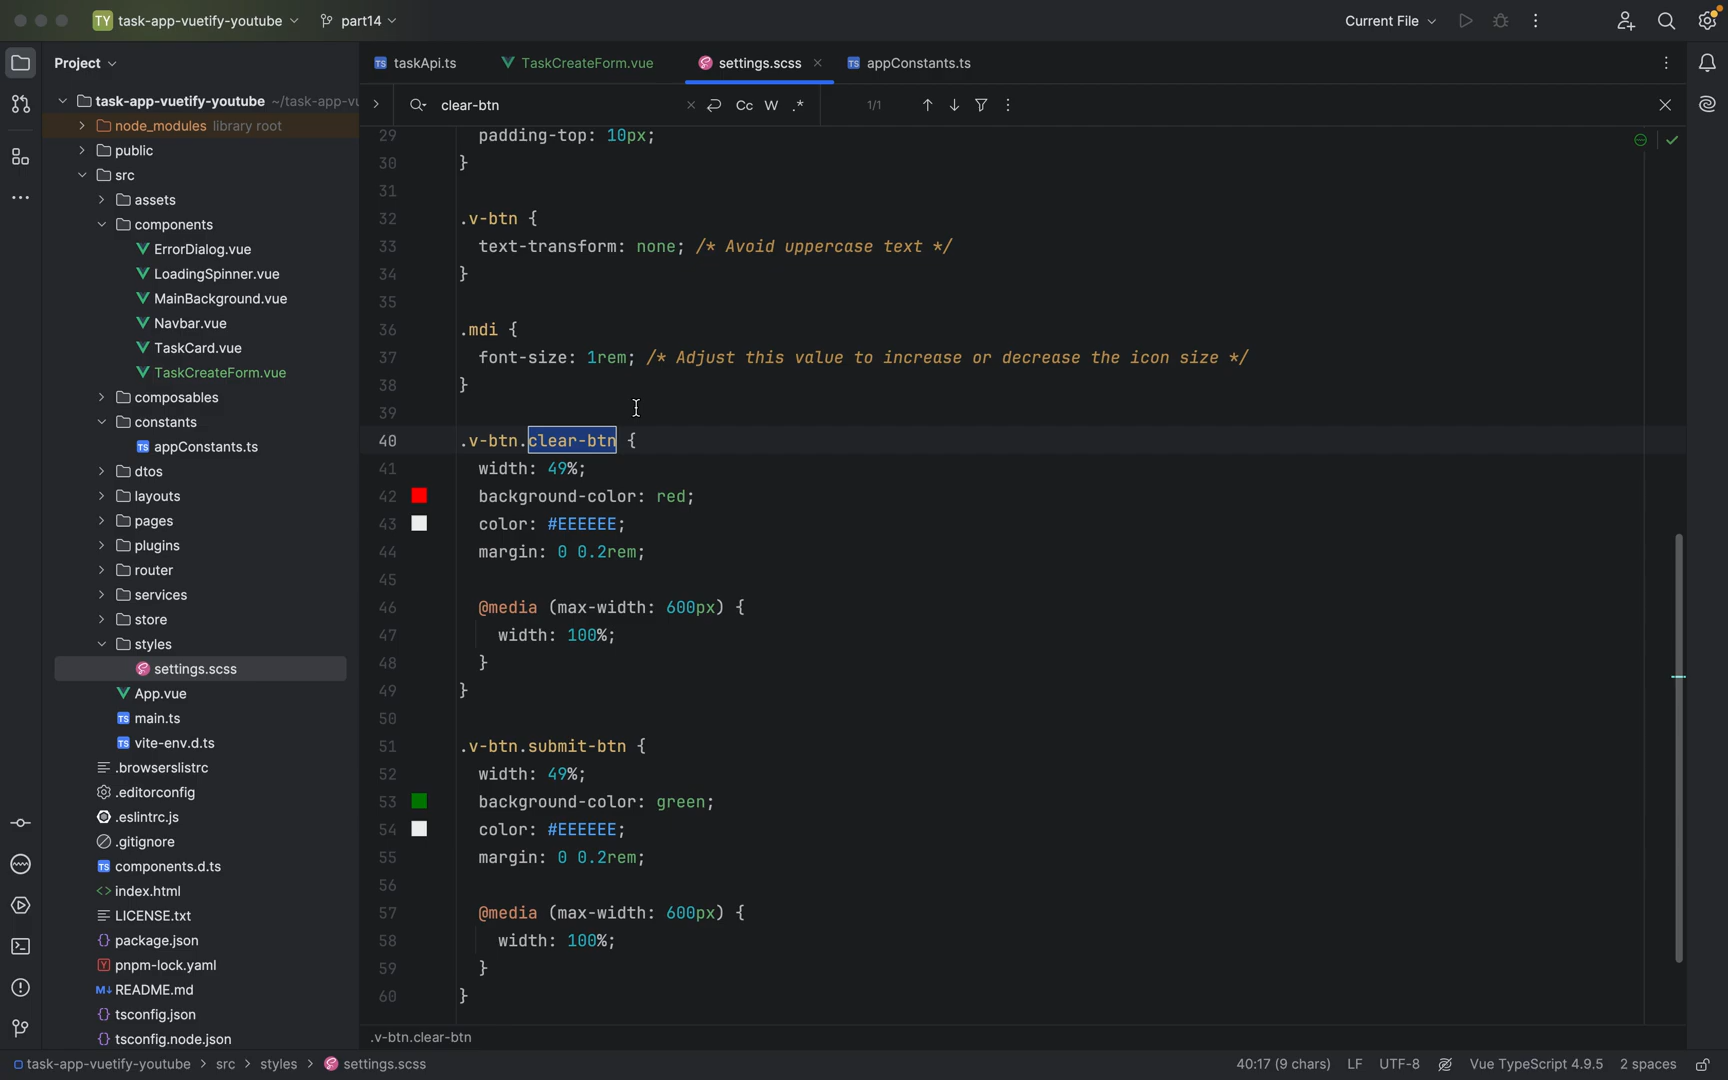 TY task-app-vuetify-youtube part14 Current File
Project
taskApi.ts TaskCreateForm.vue settings.scss appConstants.ts
clear-btn Cc W .* 1/1
task-app-vuetify-youtube ~/task-app-vu
node_modules library root
public
src
assets
components
ErrorDialog.vue
LoadingSpinner.vue
MainBackground.vue
Navbar.vue
TaskCard.vue
TaskCreateForm.vue
composables
constants
appConstants.ts
dtos
layouts
pages
plugins
router
services
store
styles
settings.scss
App.vue
main.ts
vite-env.d.ts
.browserslistrc
.editorconfig
.eslintrc.js
.gitignore
components.d.ts
index.html
LICENSE.txt
package.json
pnpm-lock.yaml
README.md
tsconfig.json
tsconfig.node.json
29 padding-top: 10px;
30 }
31
32 .v-btn {
33 text-transform: none; /* Avoid uppercase text */
34 }
35
36 .mdi {
37 font-size: 1rem; /* Adjust this value to increase or decrease the icon size */
38 }
39
40 .v-btn.clear-btn {
41 width: 49%;
42 background-color: red;
43 color: #EEEEEE;
44 margin: 0 0.2rem;
45
46 @media (max-width: 600px) {
47 width: 100%;
48 }
49 }
50
51 .v-btn.submit-btn {
52 width: 49%;
53 background-color: green;
54 color: #EEEEEE;
55 margin: 0 0.2rem;
56
57 @media (max-width: 600px) {
58 width: 100%;
59 }
60 }
.v-btn.clear-btn
task-app-vuetify-youtube > src > styles > settings.scss 40:17 (9 chars) LF UTF-8 Vue TypeScript 4.9.5 2 spaces